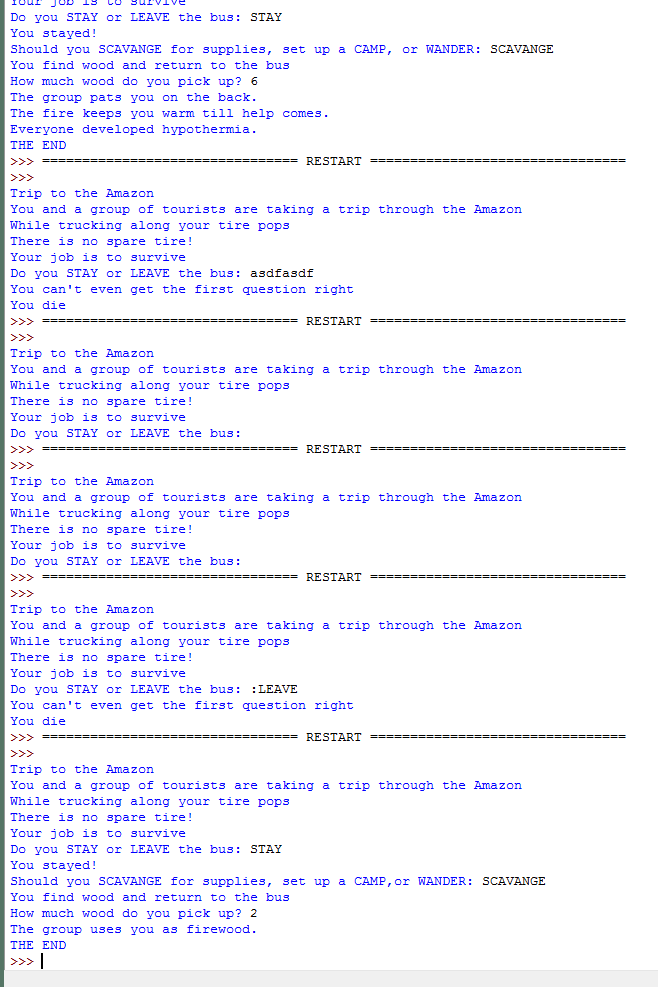 Your job is to survive
Do you STAY or LEAVE the bus: STAY
You stayed!
Should you SCAVANGE for supplies, set up a CAMP, or WANDER: SCAVANGE
You find wood and return to the bus
How much wood do you pick up? 6
The group pats you on the back.
The fire keeps you warm till help comes.
Everyone developed hypothermia.
THE END
>>> ================================ RESTART ================================
>>>
Trip to the Amazon
You and a group of tourists are taking a trip through the Amazon
While trucking along your tire pops
There is no spare tire!
Your job is to survive
Do you STAY or LEAVE the bus: asdfasdf
You can't even get the first question right
You die
>>> ================================ RESTART ================================
>>>
Trip to the Amazon
You and a group of tourists are taking a trip through the Amazon
While trucking along your tire pops
There is no spare tire!
Your job is to survive
Do you STAY or LEAVE the bus:
>>> ================================ RESTART ================================
>>>
Trip to the Amazon
You and a group of tourists are taking a trip through the Amazon
While trucking along your tire pops
There is no spare tire!
Your job is to survive
Do you STAY or LEAVE the bus:
>>> ================================ RESTART ================================
>>>
Trip to the Amazon
You and a group of tourists are taking a trip through the Amazon
While trucking along your tire pops
There is no spare tire!
Your job is to survive
Do you STAY or LEAVE the bus: :LEAVE
You can't even get the first question right
You die
>>> ================================ RESTART ================================
>>>
Trip to the Amazon
You and a group of tourists are taking a trip through the Amazon
While trucking along your tire pops
There is no spare tire!
Your job is to survive
Do you STAY or LEAVE the bus: STAY
You stayed!
Should you SCAVANGE for supplies, set up a CAMP,or WANDER: SCAVANGE
You find wood and return to the bus
How much wood do you pick up? 2
The group uses you as firewood.
THE END
>>>